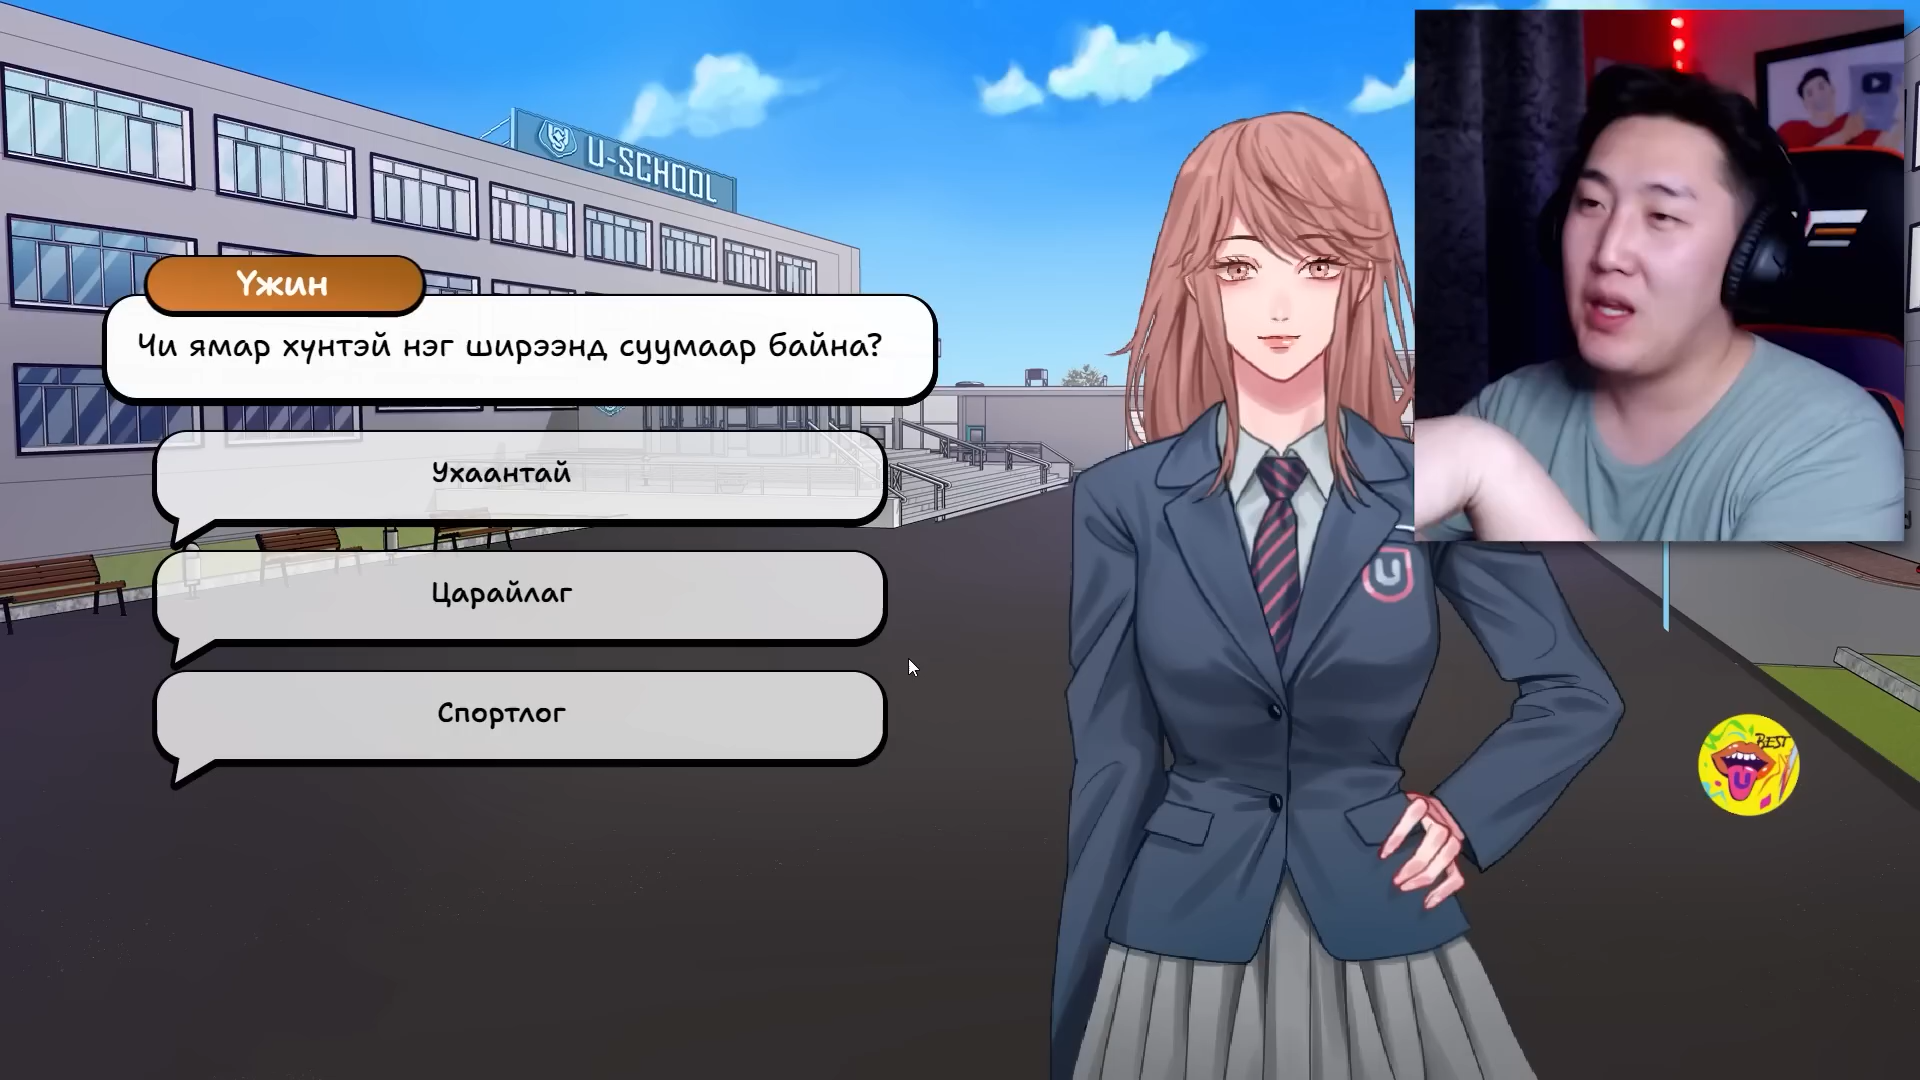 U-SCHOOL
Үжин
Чи ямар хүнтэй нэг ширээнд суумаар байна?
Ухаантай
Царайлаг
Спортлог
U
BEST
U